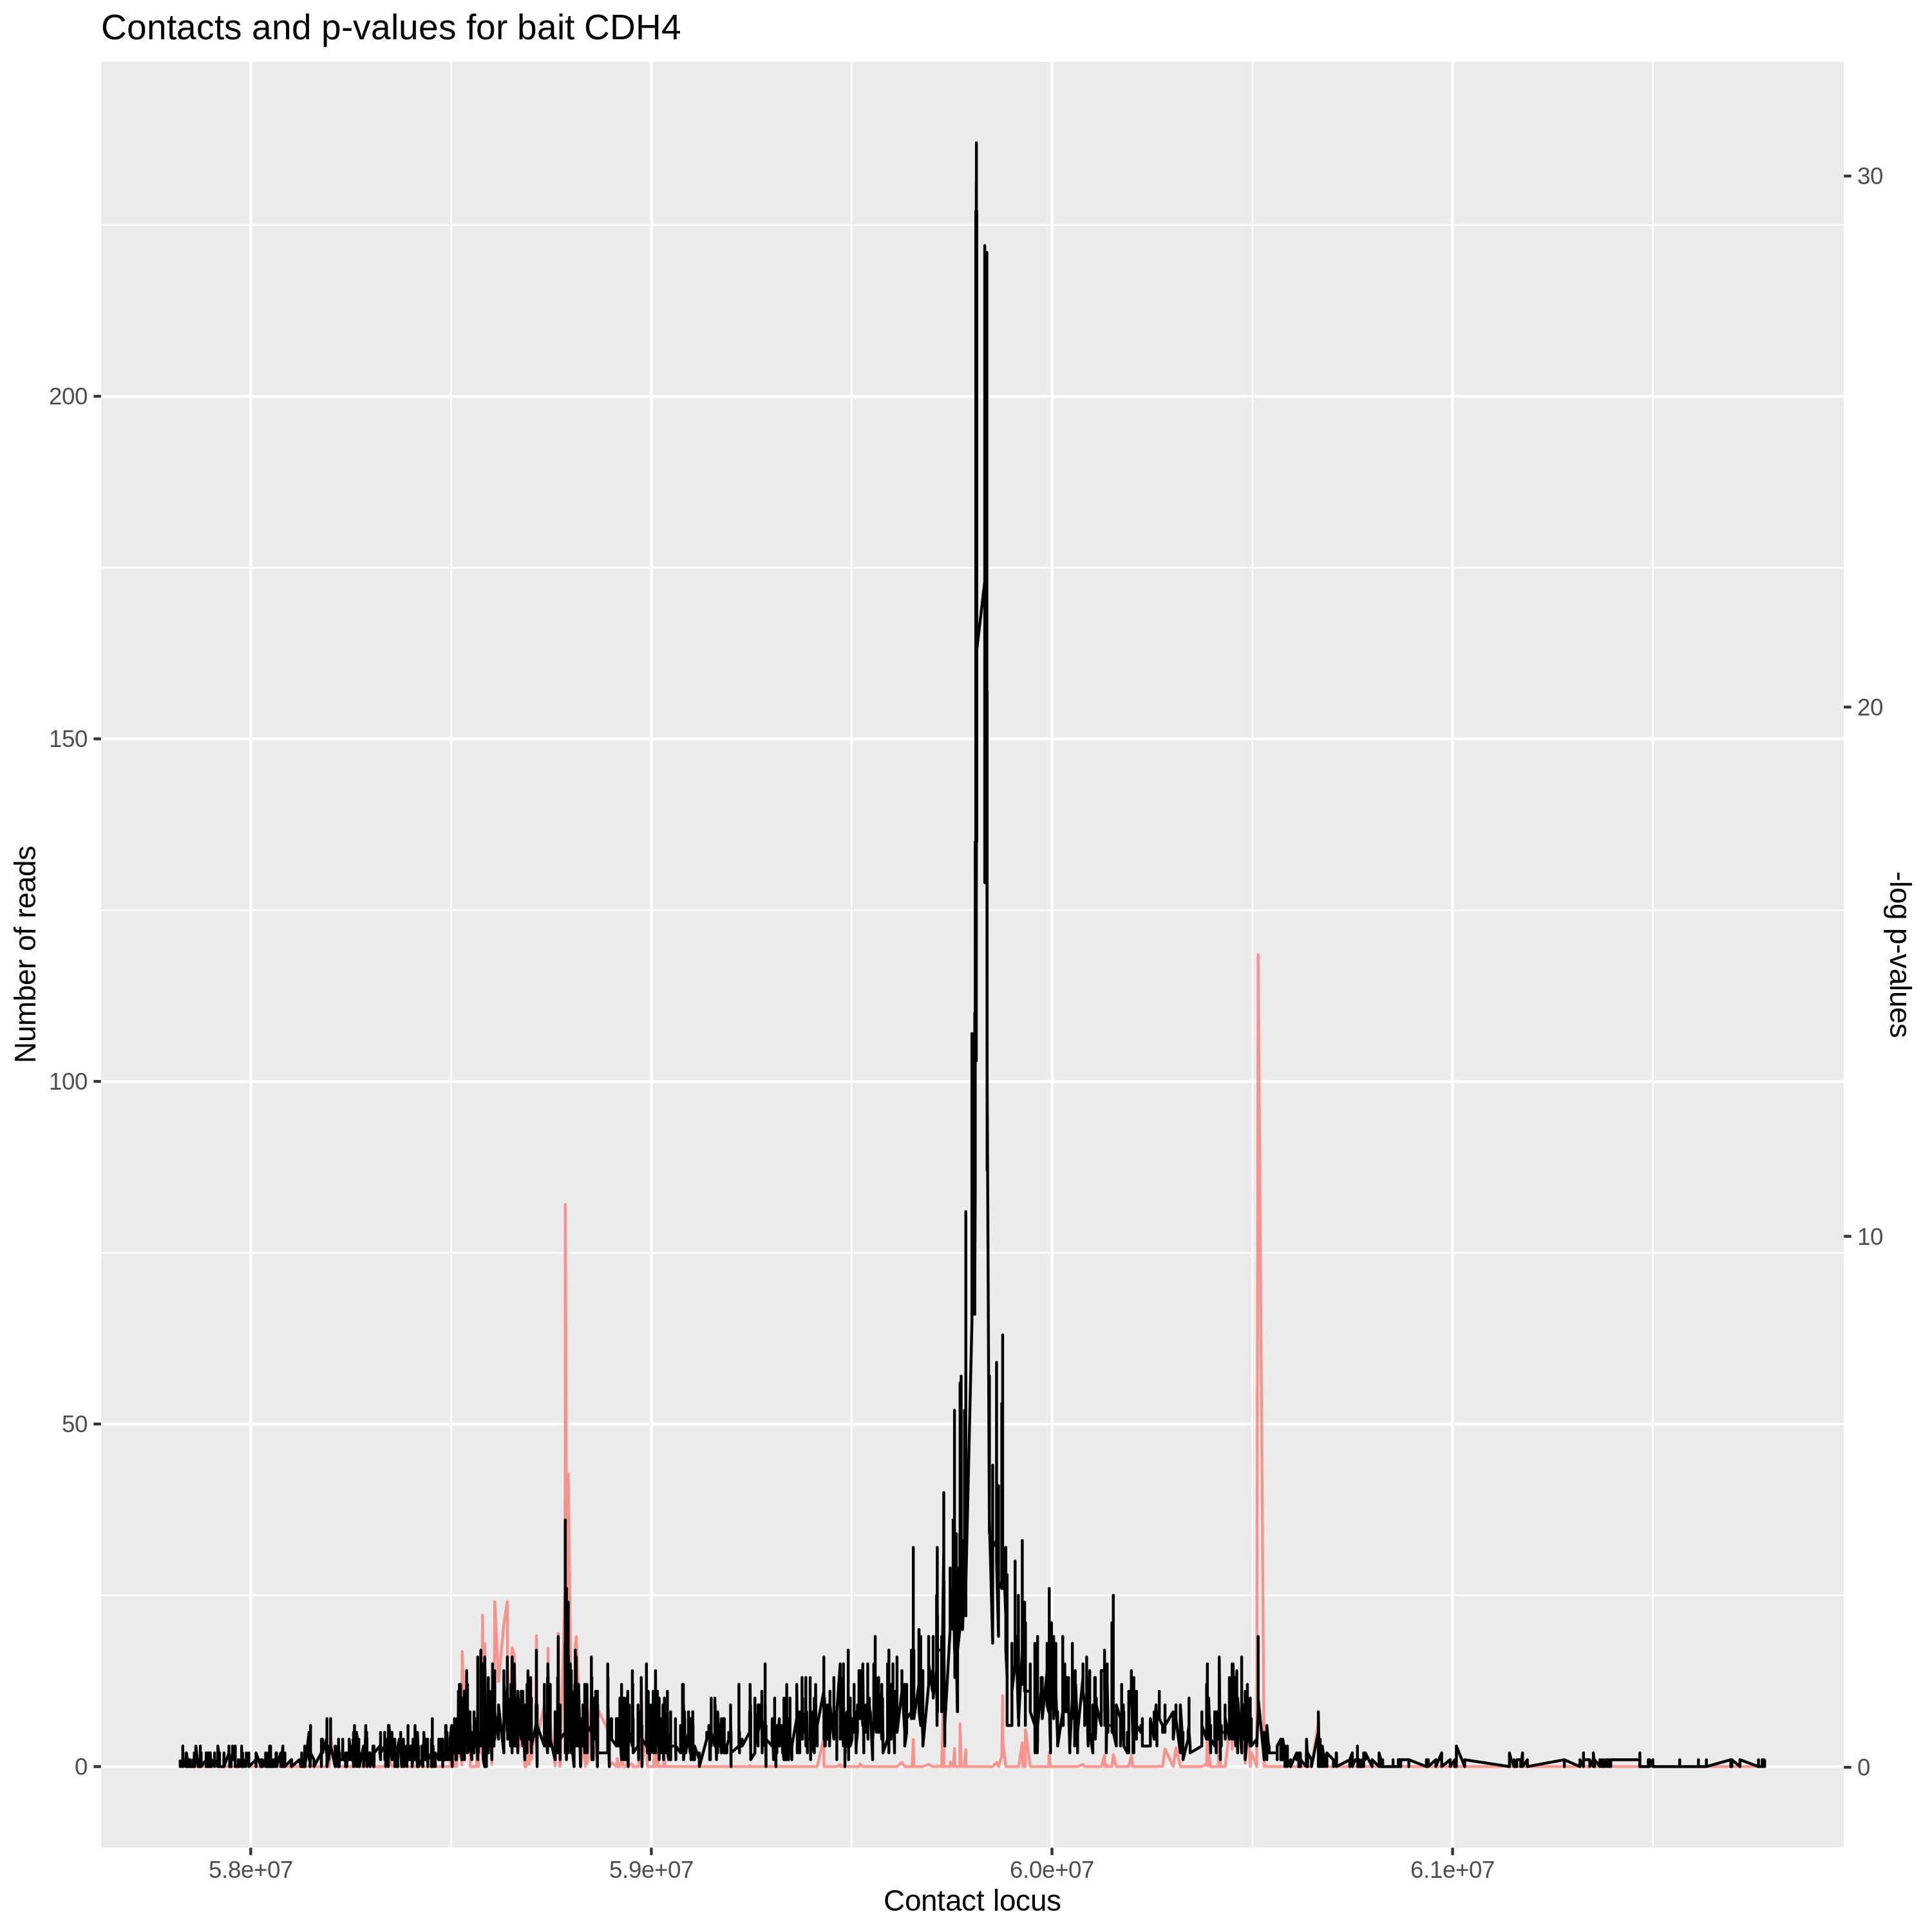 Contacts and p-values for bait CDH4
Number of reads
200
150
100
50
0
30
20
10
0
-log p-values
5.8e+07
5.9e+07
6.0e+07
6.1e+07
Contact locus